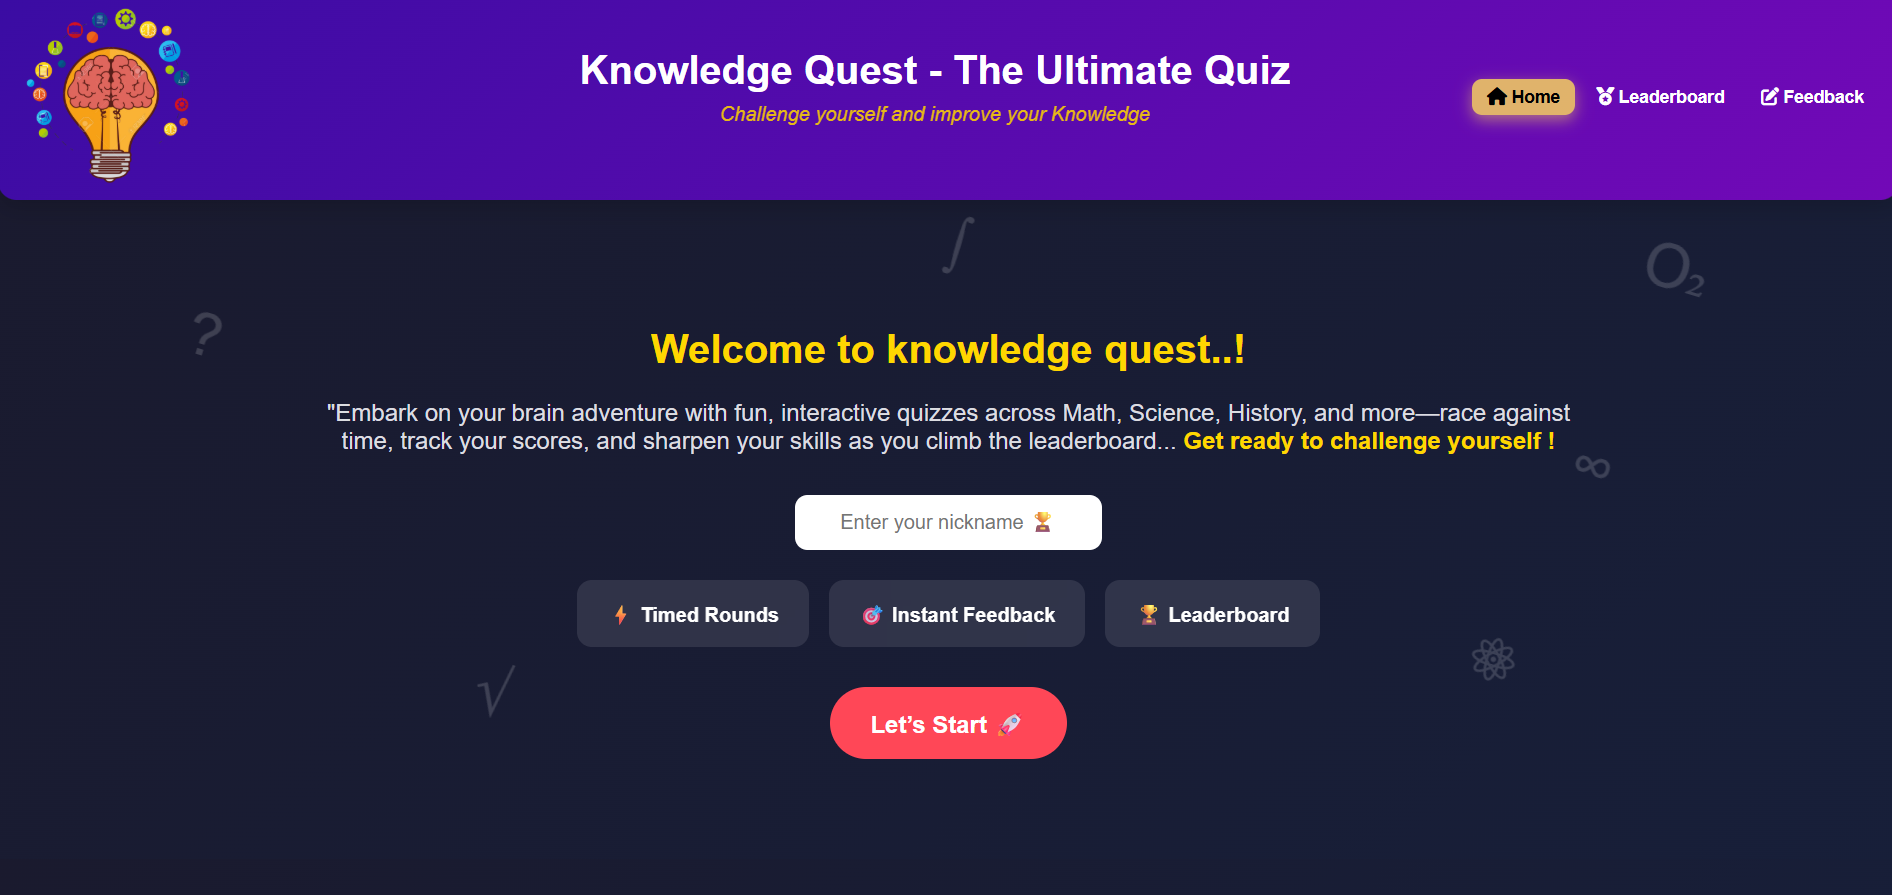 Knowledge Quest - The Ultimate Quiz
Challenge yourself and improve your Knowledge
Home
Leaderboard
Feedback
∫
O₂
?
Welcome to knowledge quest..!
"Embark on your brain adventure with fun, interactive quizzes across Math, Science, History, and more—race against
time, track your scores, and sharpen your skills as you climb the leaderboard... Get ready to challenge yourself !
∞
Enter your nickname 🏆
⚡ Timed Rounds
🎯 Instant Feedback
🏆 Leaderboard
√
⚛
Let’s Start 🚀